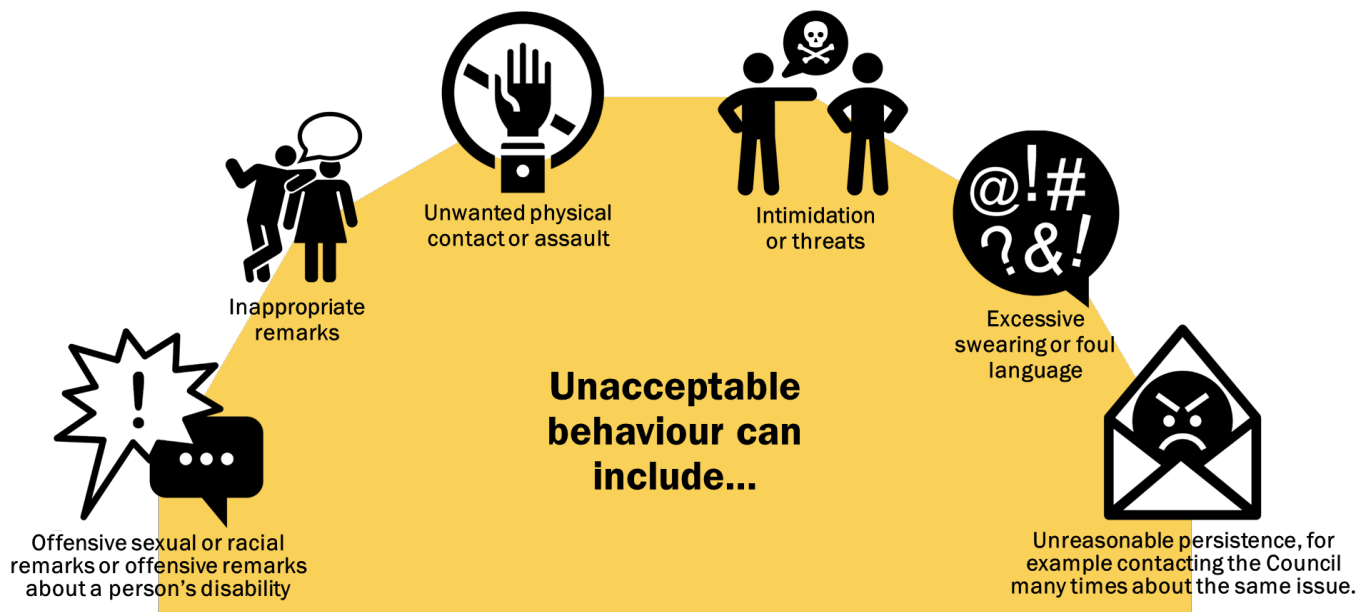 Unwanted physical
contact or assault
Intimidation
or threats
Inappropriate
remarks
@!#
?&!
Excessive
swearing or foul
language
Unacceptable
behaviour can
include...
!
Offensive sexual or racial
remarks or offensive remarks
about a person's disability
Unreasonable persistence, for
example contacting the Council
many times about the same issue.